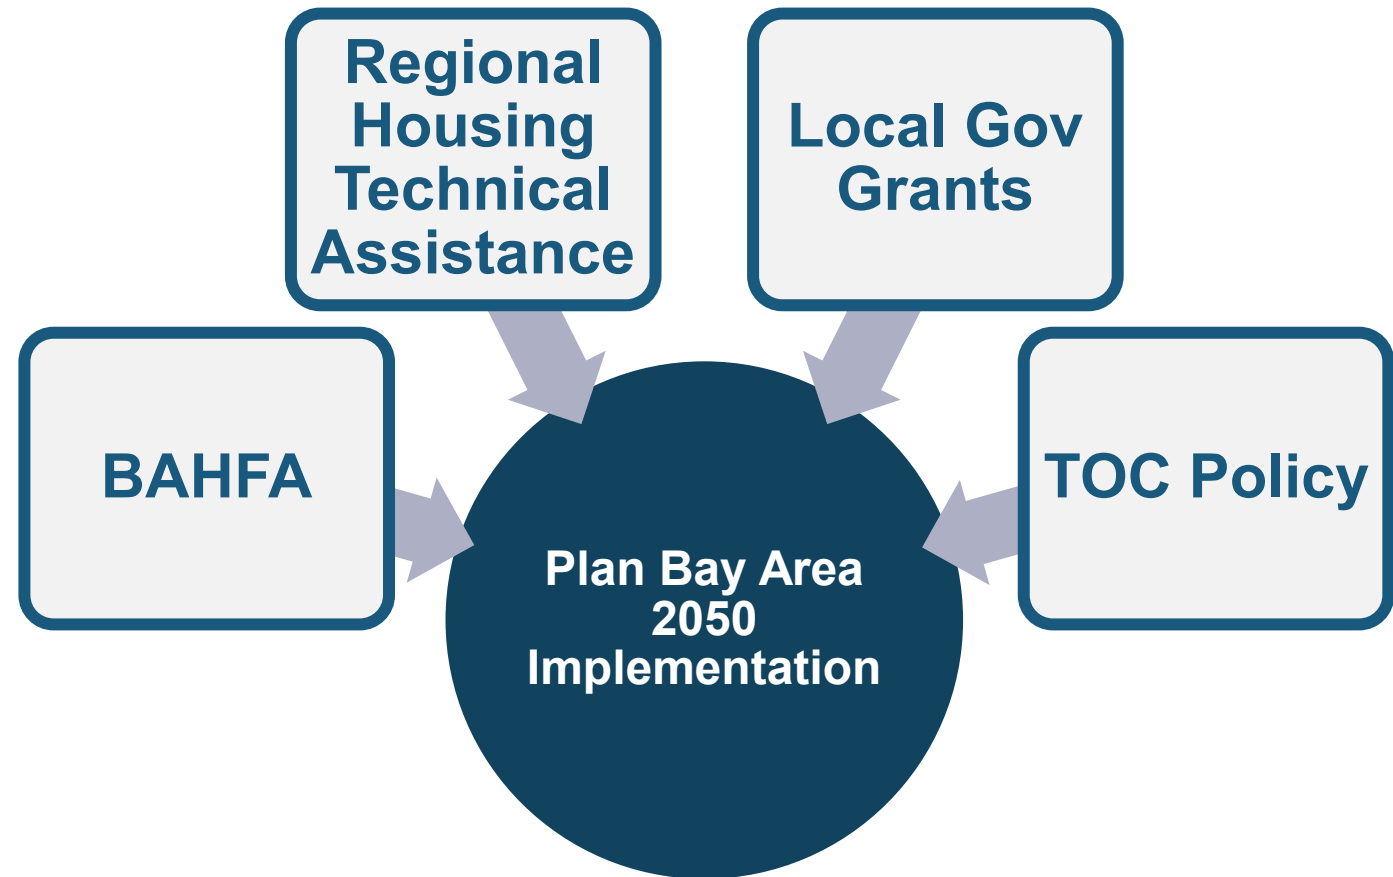 Regional
Housing
Technical
Assistance
Local Gov
Grants
BAHFA
TOC Policy
Plan Bay Area
2050
Implementation